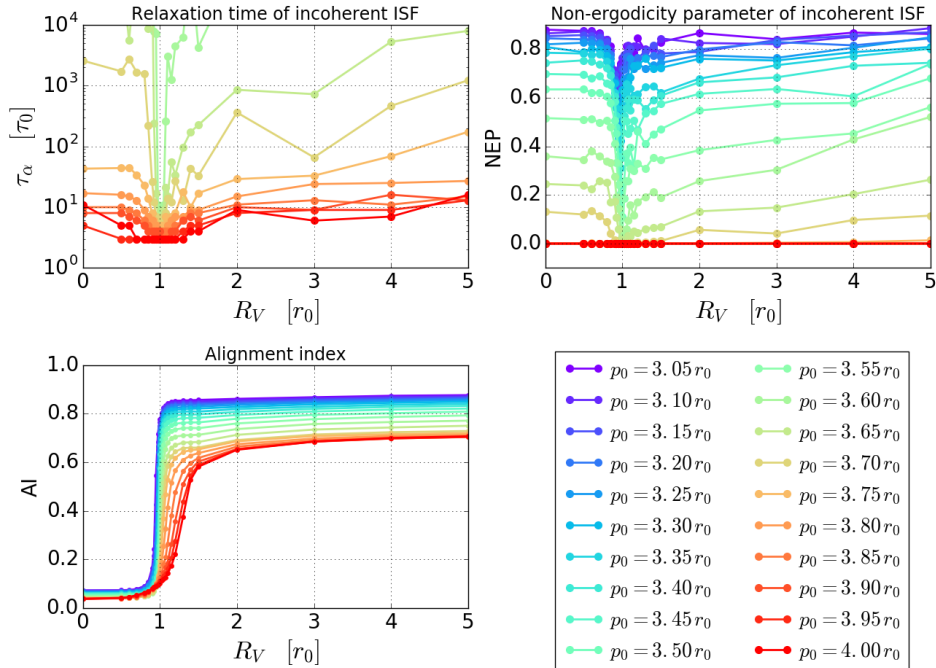 Relaxation time of incoherent ISF
10^4
10^3
10^2
10^1
10^0
τ_α [τ_0]
0 1 2 3 4 5
R_V [r_0]
Non-ergodicity parameter of incoherent ISF
0.8
0.6
0.4
0.2
0.0
NEP
0 1 2 3 4 5
R_V [r_0]
Alignment index
1.0
0.8
0.6
0.4
0.2
0.0
AI
0 1 2 3 4 5
R_V [r_0]
p_0 = 3.05 r_0
p_0 = 3.10 r_0
p_0 = 3.15 r_0
p_0 = 3.20 r_0
p_0 = 3.25 r_0
p_0 = 3.30 r_0
p_0 = 3.35 r_0
p_0 = 3.40 r_0
p_0 = 3.45 r_0
p_0 = 3.50 r_0
p_0 = 3.55 r_0
p_0 = 3.60 r_0
p_0 = 3.65 r_0
p_0 = 3.70 r_0
p_0 = 3.75 r_0
p_0 = 3.80 r_0
p_0 = 3.85 r_0
p_0 = 3.90 r_0
p_0 = 3.95 r_0
p_0 = 4.00 r_0